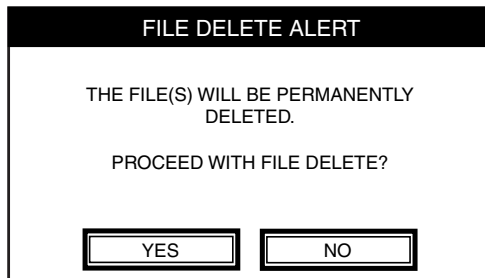 FILE DELETE ALERT
THE FILE(S) WILL BE PERMANENTLY
DELETED.
PROCEED WITH FILE DELETE?
YES
NO